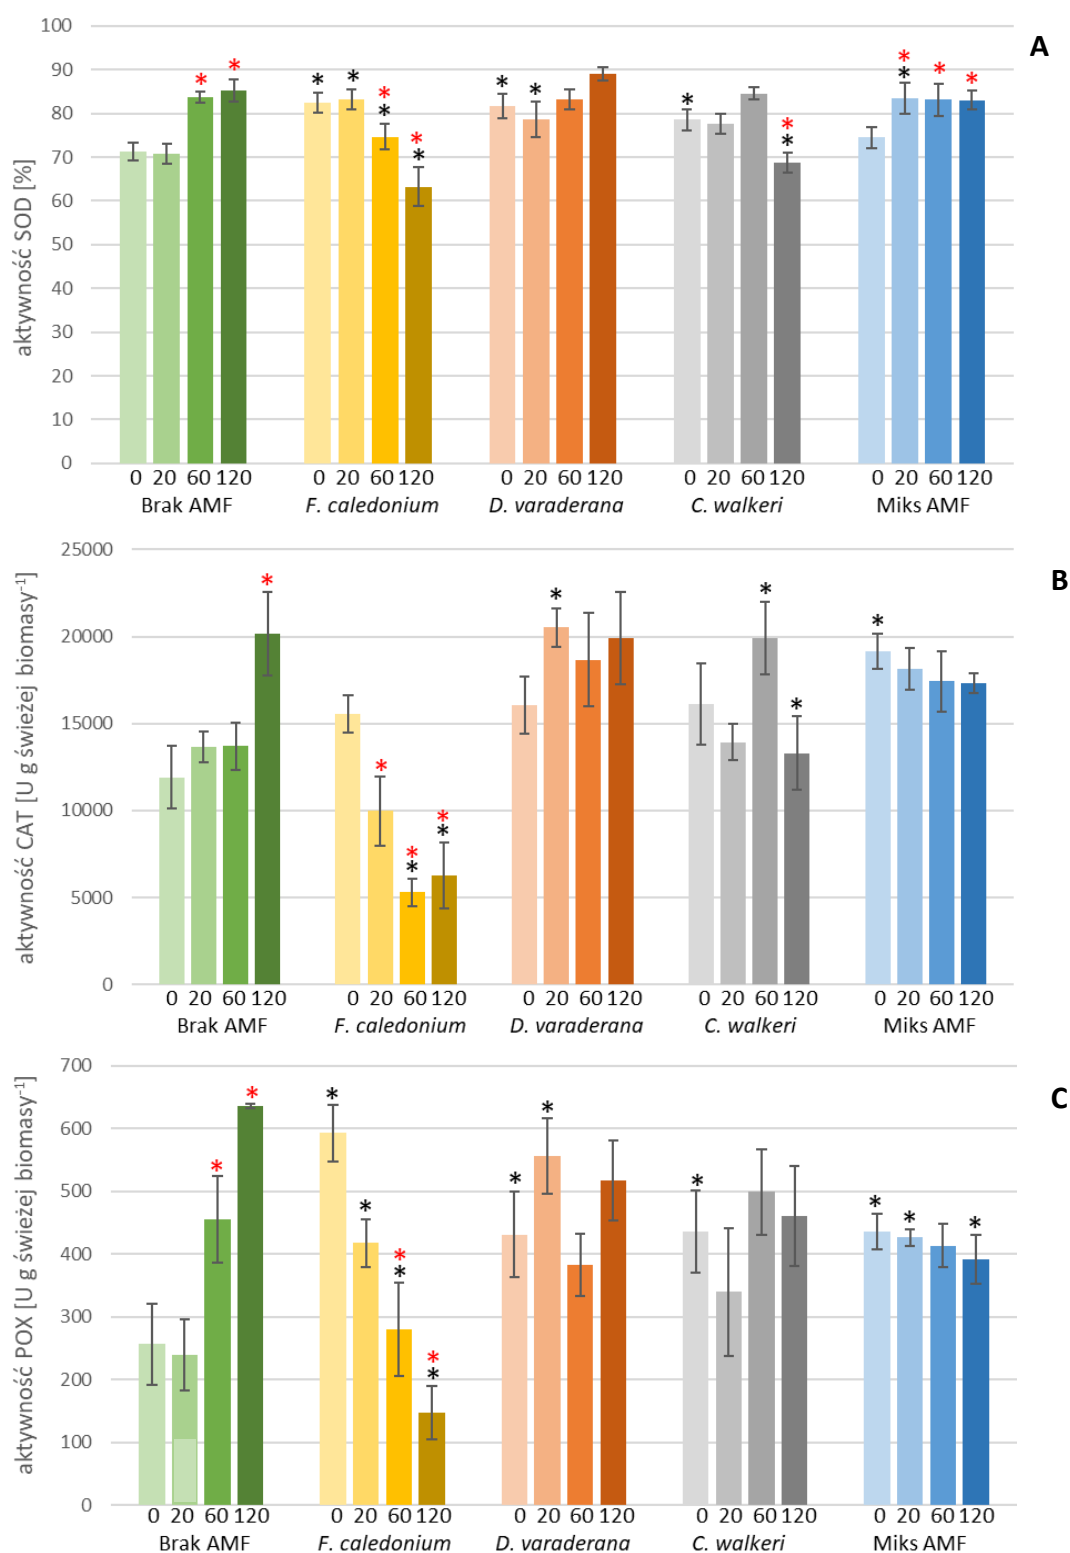 A
aktywność SOD [%]
100
90
80
70
60
50
40
30
20
10
0
* * * * * * * * * * * * * * * * * *
0 20 60 120 0 20 60 120 0 20 60 120 0 20 60 120 0 20 60 120
Brak AMF F. caledonium D. varaderana C. walkeri Miks AMF
B
aktywność CAT [U g świeżej biomasy-1]
25000
20000
15000
10000
5000
0
* * * * * * * * * *
0 20 60 120 0 20 60 120 0 20 60 120 0 20 60 120 0 20 60 120
Brak AMF F. caledonium D. varaderana C. walkeri Miks AMF
C
aktywność POX [U g świeżej biomasy-1]
700
600
500
400
300
200
100
0
* * * * * * * * * * * * * *
0 20 60 120 0 20 60 120 0 20 60 120 0 20 60 120 0 20 60 120
Brak AMF F. caledonium D. varaderana C. walkeri Miks AMF